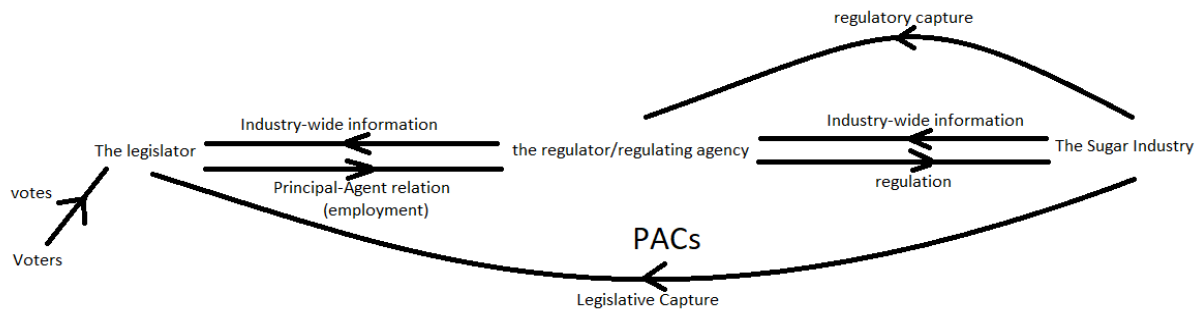 regulatory capture
Industry-wide information
Industry-wide information
The legislator
the regulator/regulating agency
The Sugar Industry
votes
Principal-Agent relation
(employment)
regulation
Voters
PACs
Legislative Capture